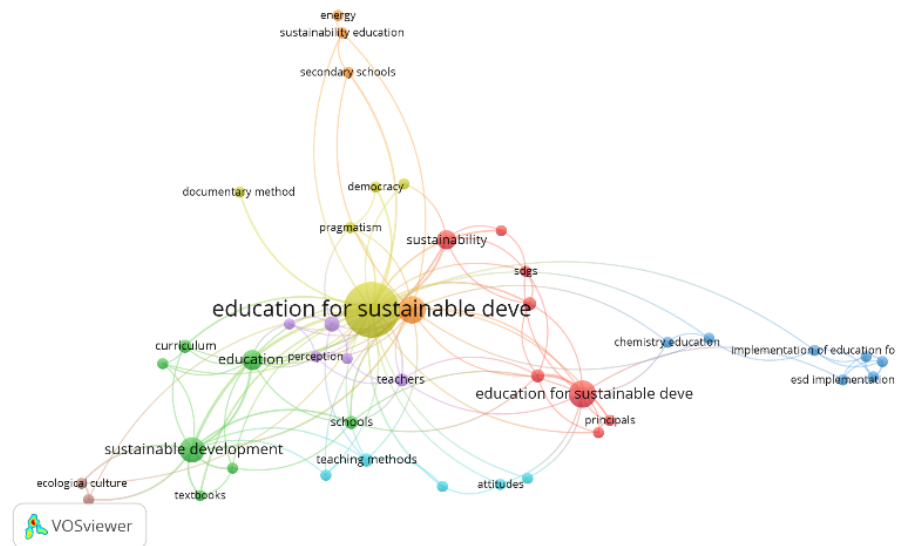 energy
sustainability education
secondary schools
documentary method
democracy
pragmatism
sustainability
sdgs
education for sustainable deve
curriculum
education
perception
teachers
chemistry education
implementation of education fo
esd implementation
education for sustainable deve
principals
schools
sustainable development
teaching methods
ecological culture
textbooks
attitudes
VOSviewer